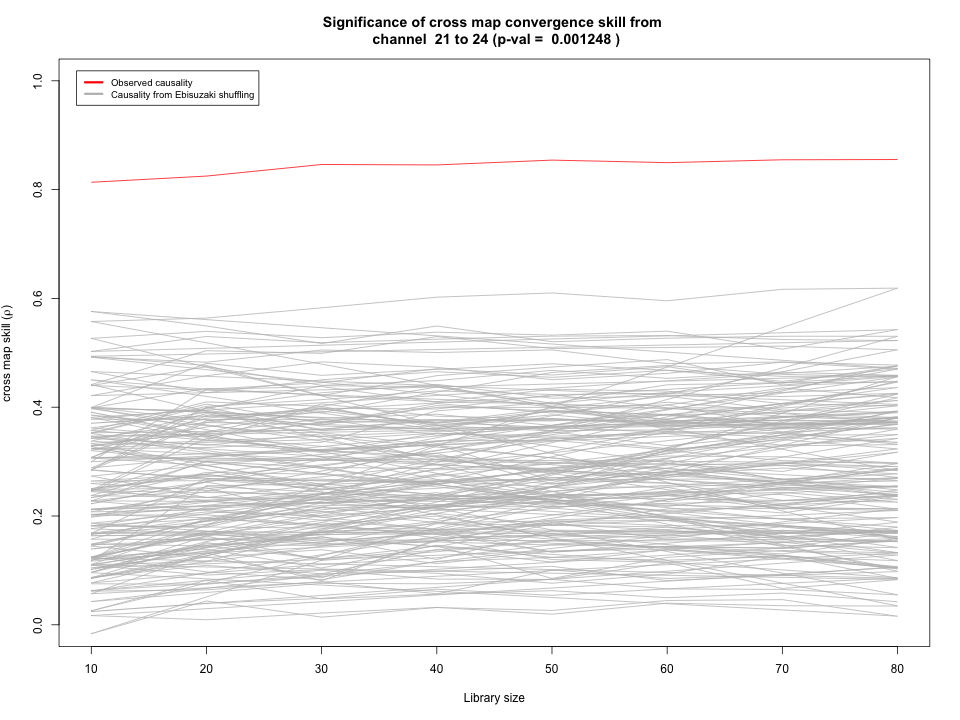 Significance of cross map convergence skill from
channel  21 to 24 (p-val =  0.001248 )
Observed causality
Causality from Ebisuzaki shuffling
cross map skill (ρ)
1.0
0.8
0.6
0.4
0.2
0.0
10 20 30 40 50 60 70 80
Library size